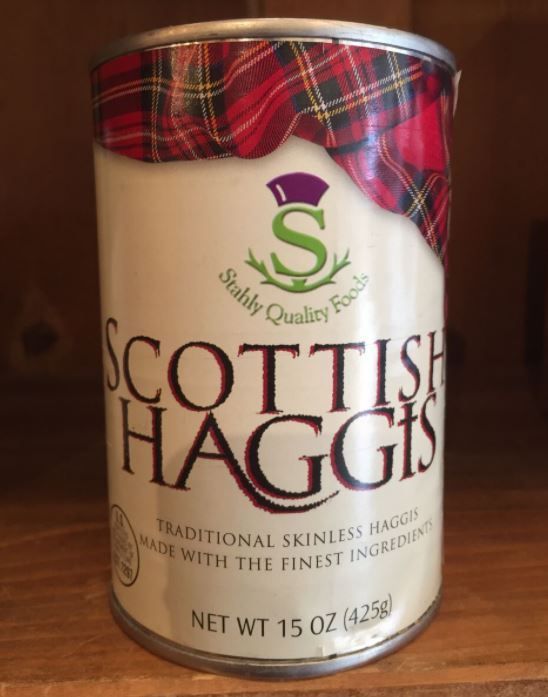 S
Stahly Quality Foods
SCOTTISH
HAGGIS
TRADITIONAL SKINLESS HAGGIS
MADE WITH THE FINEST INGREDIENTS
NET WT 15 OZ (425g)